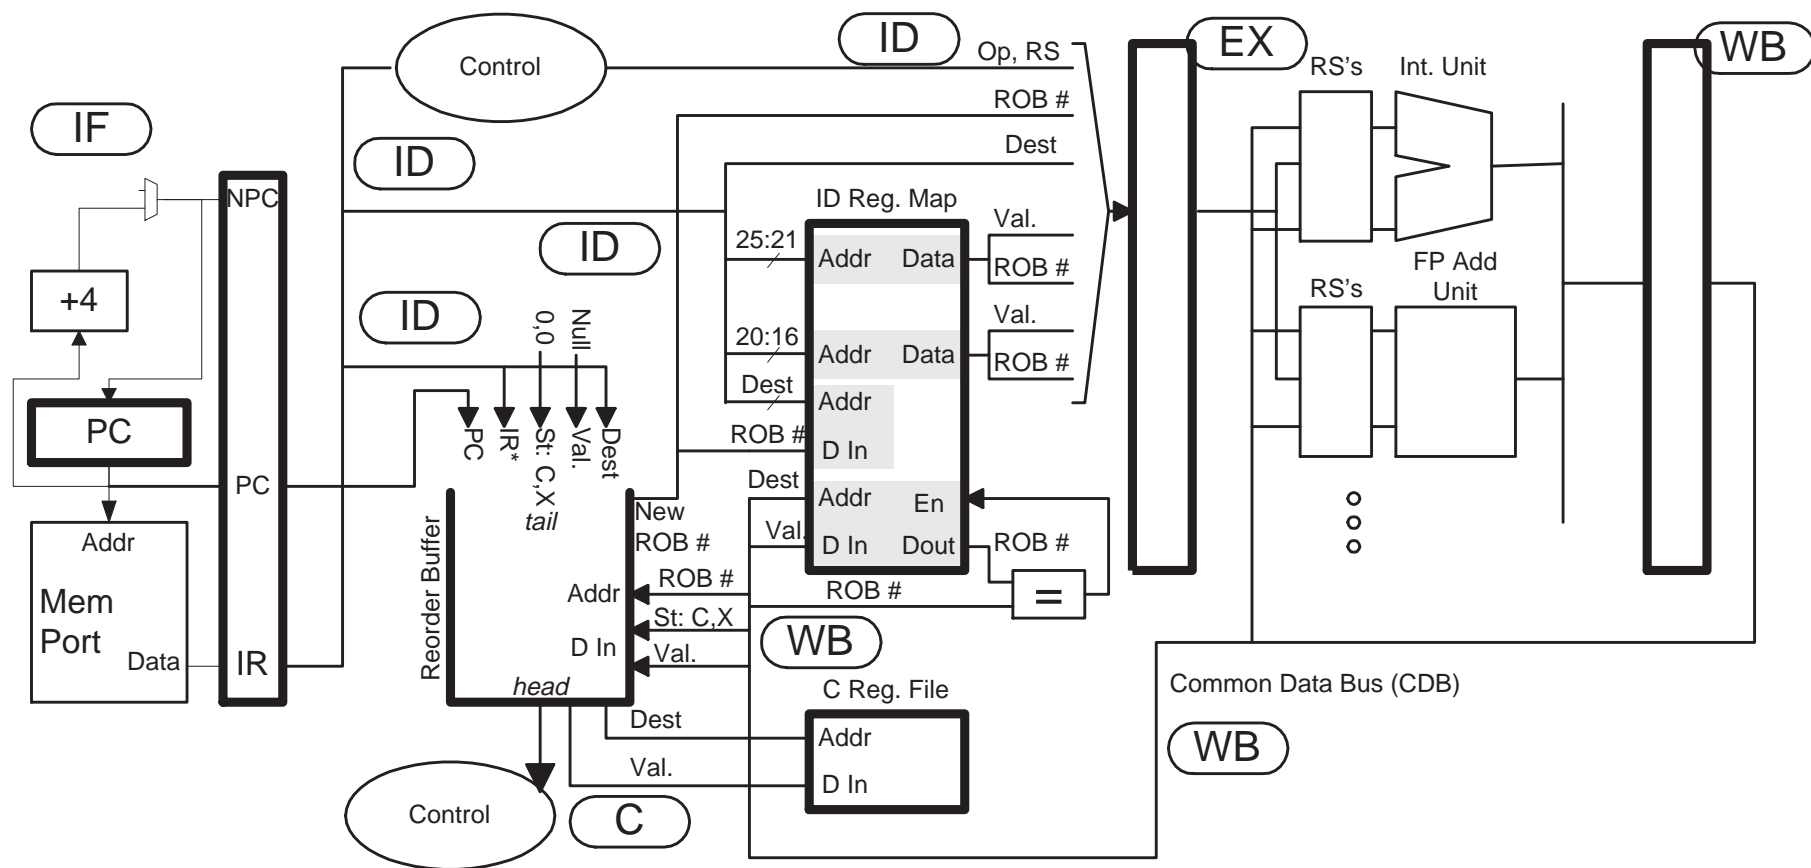 IF
NPC
+4
PC
PC
Addr
Mem
Port
Data
IR
Control
ID
ID
ID
ID
Op, RS
ROB #
Dest
ID Reg. Map
25:21
Addr
Data
Val.
ROB #
20:16
Addr
Data
Val.
ROB #
Dest
Addr
ROB #
D In
Dest
Addr
En
Val.
D In
Dout
ROB #
ROB #
=
0,0
Null
PC
IR*
St: C,X
Val.
Dest
tail
Reorder Buffer
New
ROB #
Addr
ROB #
St: C,X
D In
Val.
WB
head
C Reg. File
Dest
Addr
Val.
D In
Control
C
EX
RS's
Int. Unit
WB
RS's
FP Add
Unit
Common Data Bus (CDB)
WB